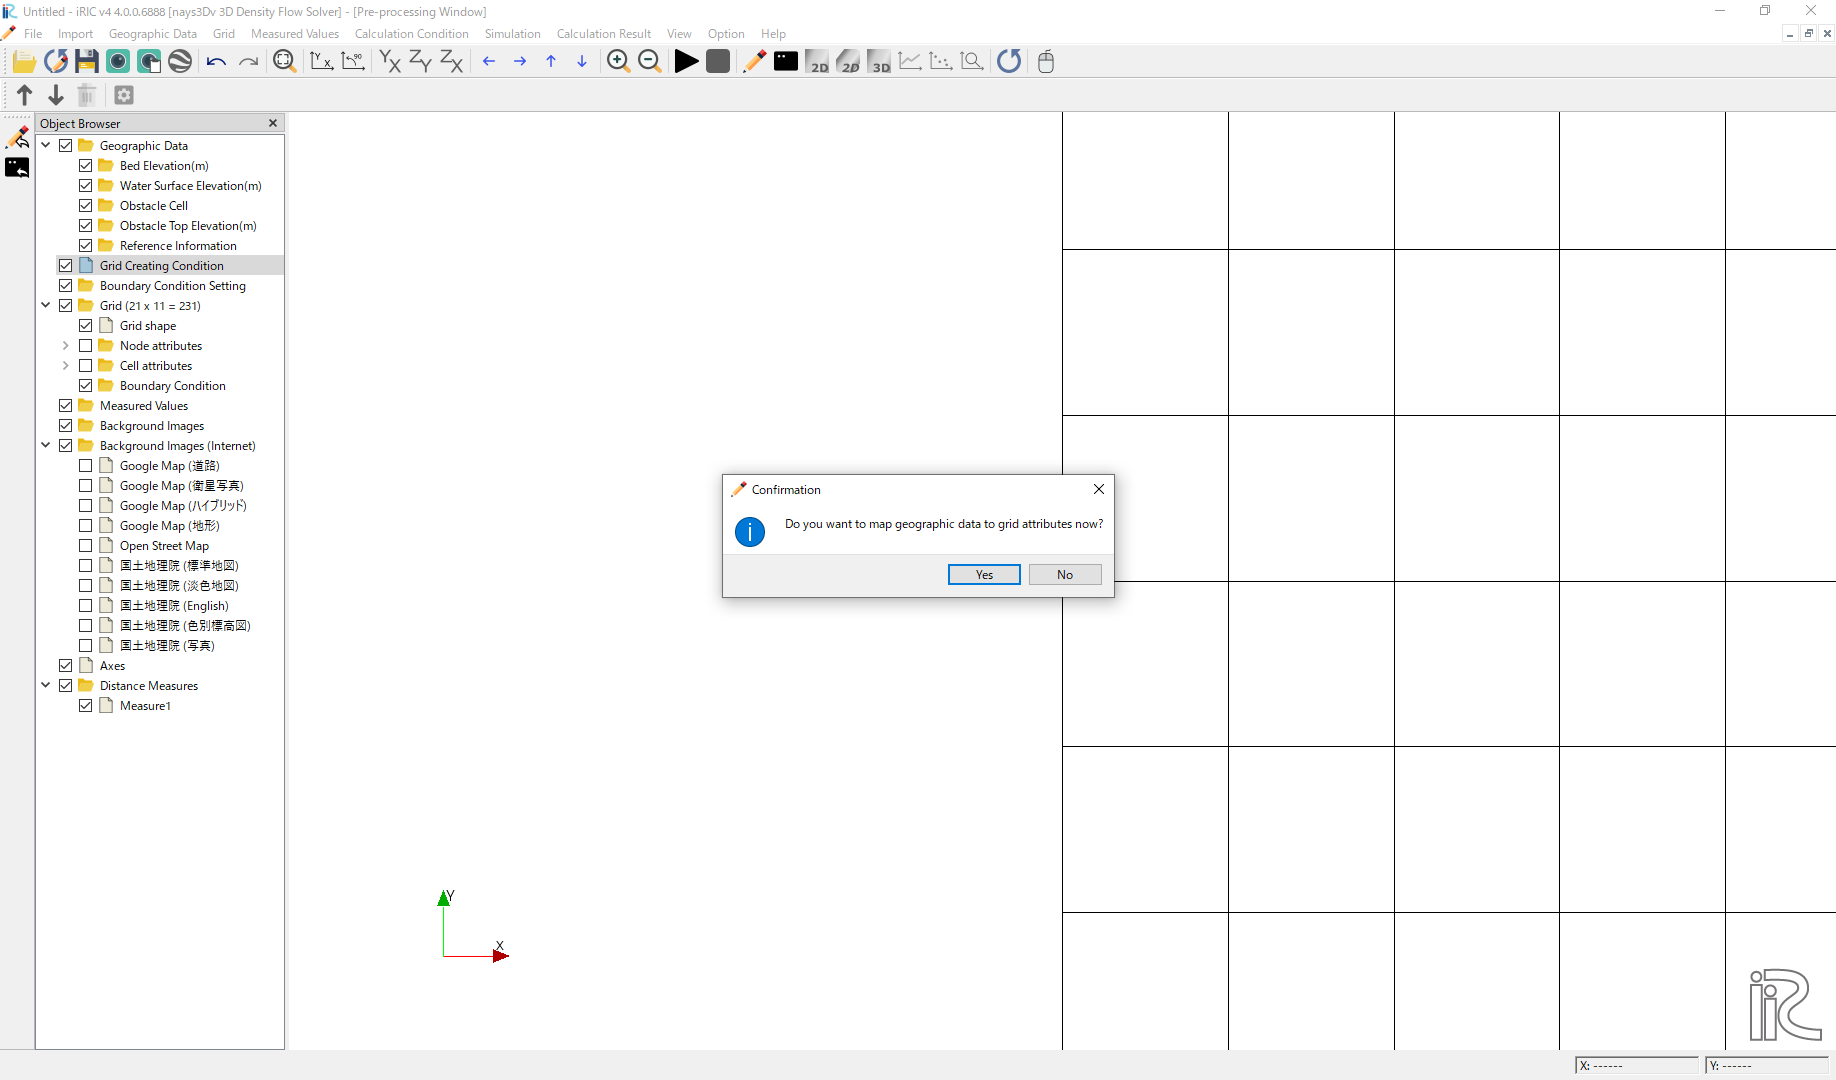 Untitled - iRIC v4 4.0.0.6888 [nays3Dv 3D Density Flow Solver] - [Pre-processing Window]
File Import Geographic Data Grid Measured Values Calculation Condition Simulation Calculation Result View Option Help
Y X Y X 90 YX ZY ZX 2D 2D 3D
Object Browser
Geographic Data
Bed Elevation(m)
Water Surface Elevation(m)
Obstacle Cell
Obstacle Top Elevation(m)
Reference Information
Grid Creating Condition
Boundary Condition Setting
Grid (21 x 11 = 231)
Grid shape
Node attributes
Cell attributes
Boundary Condition
Measured Values
Background Images
Background Images (Internet)
Google Map (道路)
Google Map (衛星写真)
Google Map (ハイブリッド)
Google Map (地形)
Open Street Map
国土地理院 (標準地図)
国土地理院 (淡色地図)
国土地理院 (English)
国土地理院 (色別標高図)
国土地理院 (写真)
Axes
Distance Measures
Measure1
Confirmation
Do you want to map geographic data to grid attributes now?
Yes No
Y
X
iRIC
X: ------ Y: ------